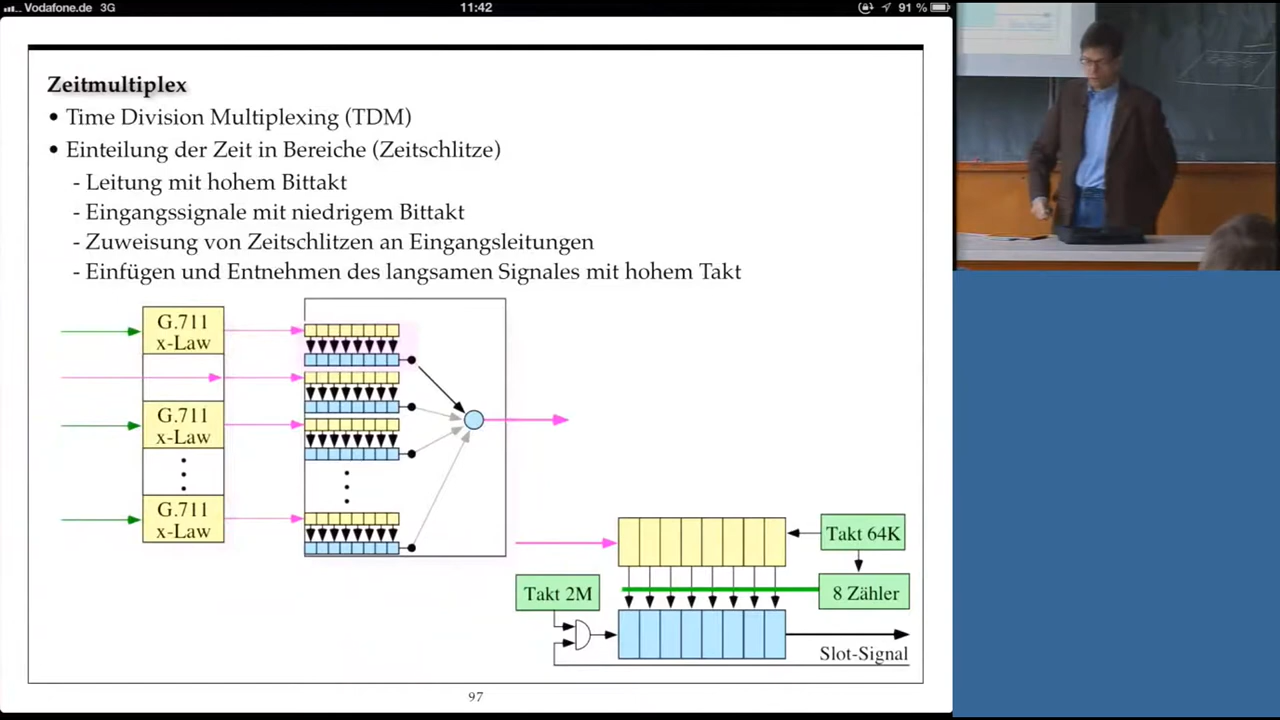 Vodafone.de 3G 11:42 91 %
Zeitmultiplex
• Time Division Multiplexing (TDM)
• Einteilung der Zeit in Bereiche (Zeitschlitze)
- Leitung mit hohem Bittakt
- Eingangssignale mit niedrigem Bittakt
- Zuweisung von Zeitschlitzen an Eingangsleitungen
- Einfügen und Entnehmen des langsamen Signales mit hohem Takt
G.711
x-Law
G.711
x-Law
G.711
x-Law
Takt 64K
Takt 2M
8 Zähler
Slot-Signal
97